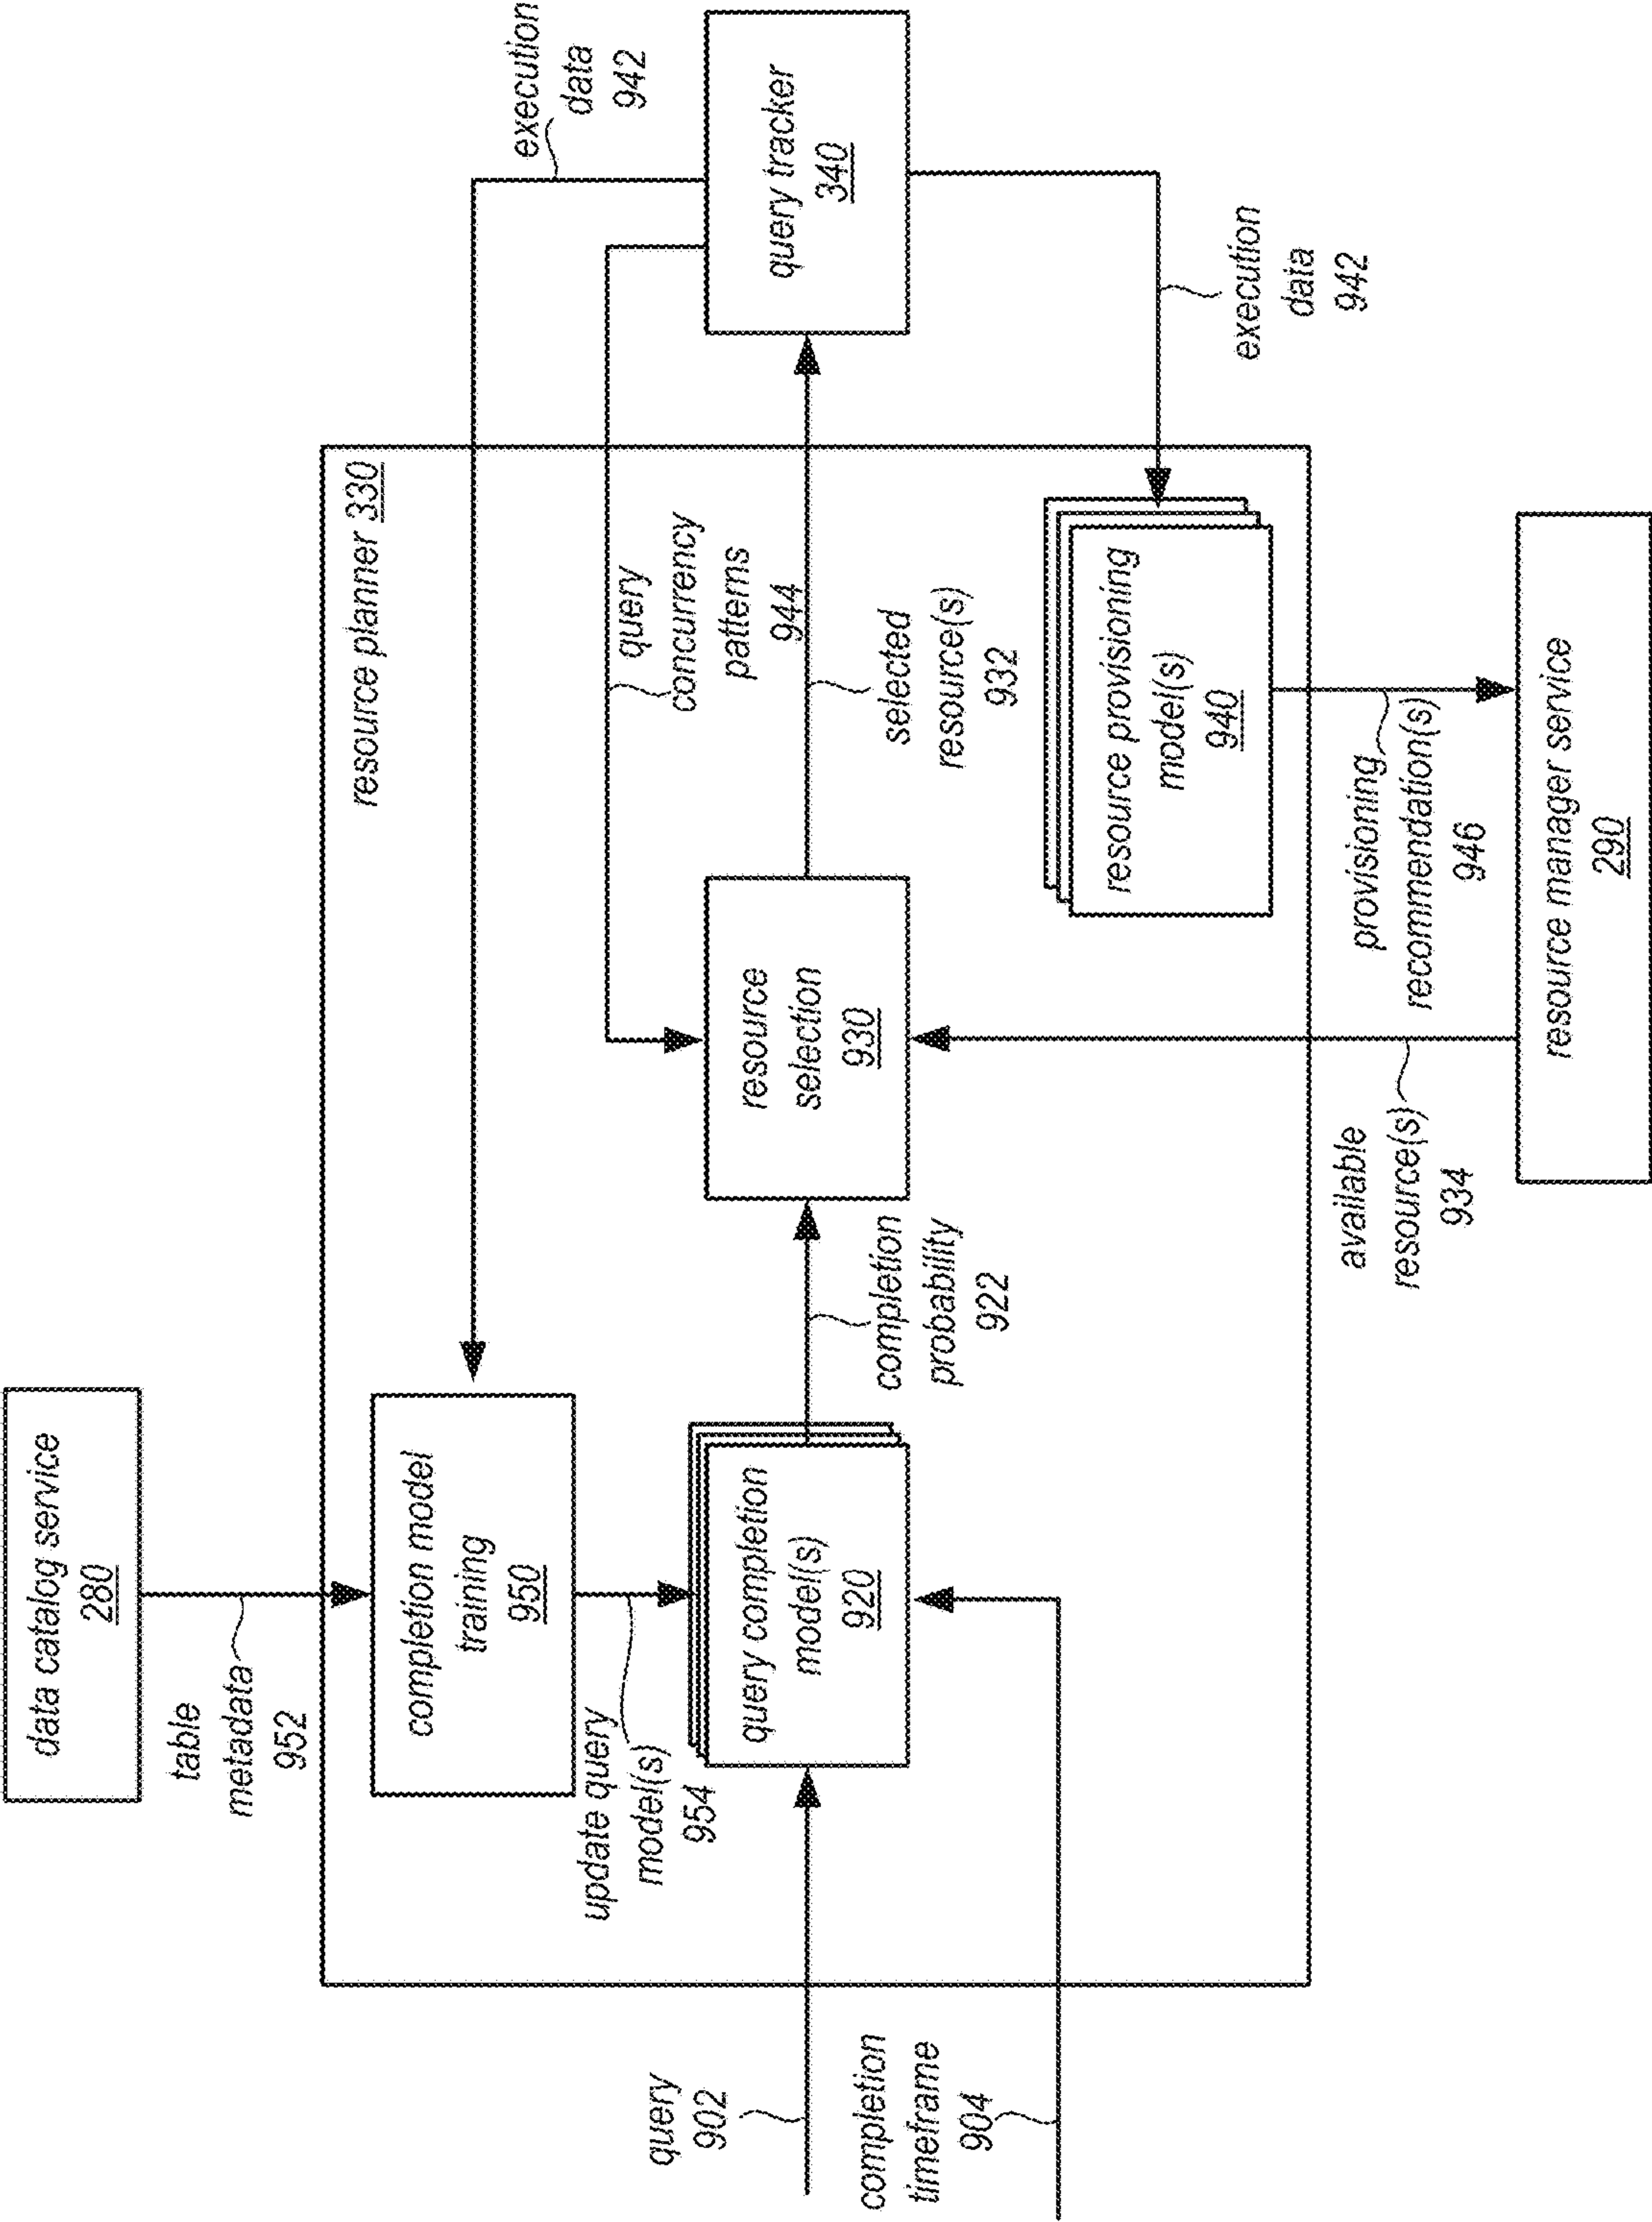 data catalog service
280
table
metadata
952
resource planner 330
execution
data
942
completion model
training
950
update query
model(s)
954
query
concurrency
patterns
944
query
902
query completion
model(s)
920
completion
probability
922
resource
selection
930
selected
resource(s)
932
query tracker
340
completion
timeframe
904
resource provisioning
model(s)
940
execution
data
942
available
resource(s)
934
provisioning
recommendation(s)
946
resource manager service
290